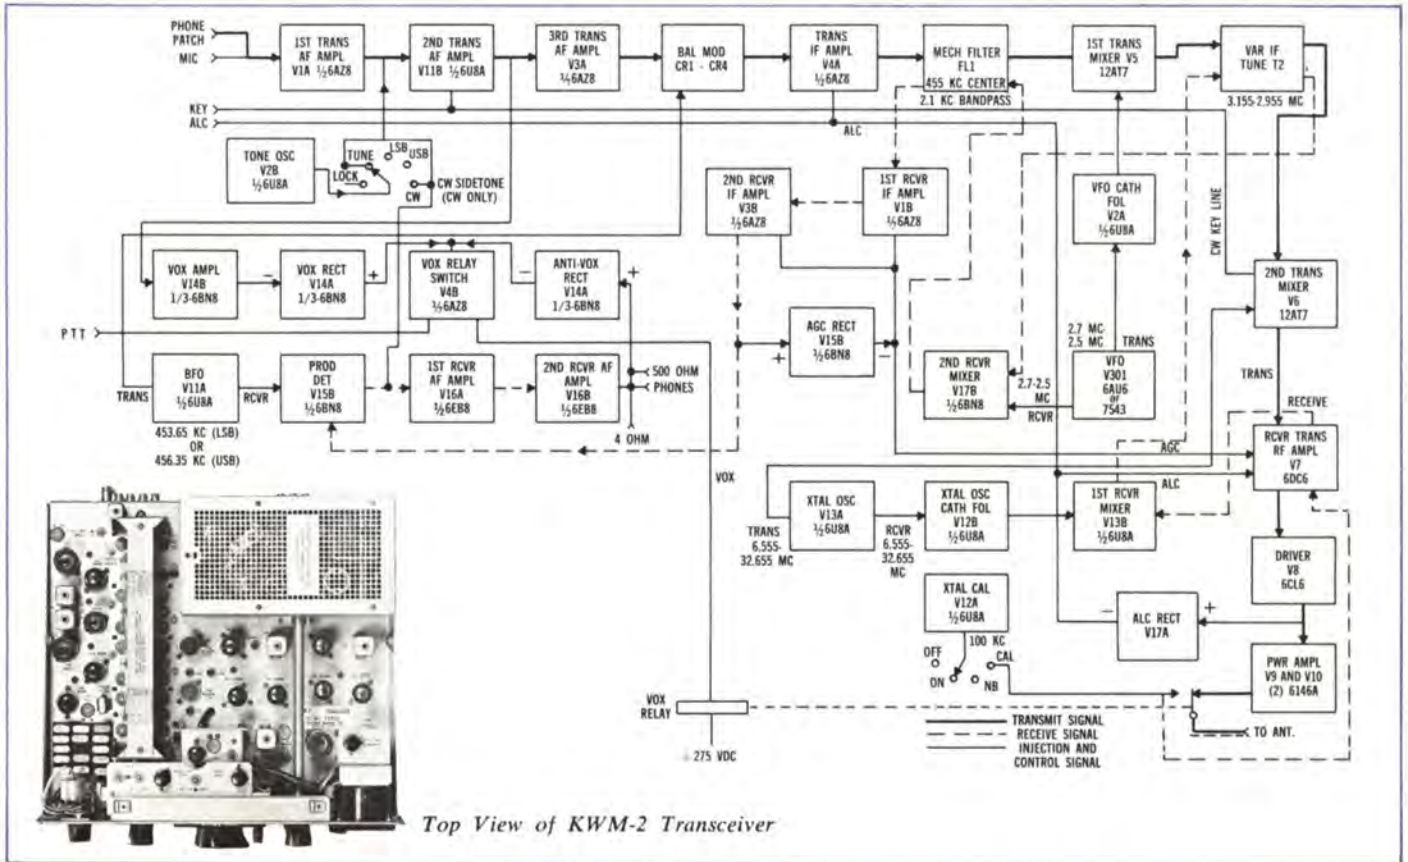 PHONE
PATCH
MIC
1ST TRANS
AF AMPL
V1A ½6AZ8
2ND TRANS
AF AMPL
V11B ½6U8A
3RD TRANS
AF AMPL
V3A
½6AZ8
BAL MOD
CR1 - CR4
TRANS
IF AMPL
V4A
½6AZ8
MECH FILTER
FL1
455 KC CENTER
2.1 KC BANDPASS
1ST TRANS
MIXER V5
12AT7
VAR IF
TUNE T2
3.155-2.955 MC
KEY
ALC
ALC
TONE OSC
V2B
½6U8A
TUNE
LSB
USB
LOCK
CW
CW SIDETONE
(CW ONLY)
2ND RCVR
IF AMPL
V3B
½6AZ8
1ST RCVR
IF AMPL
V1B
½6AZ8
VFO CATH
FOL
V2A
½6U8A
CW KEY LINE
VOX AMPL
V14B
1/3-6BN8
−
VOX RECT
V14A
1/3-6BN8
+
VOX RELAY
SWITCH
V4B
½6AZ8
−
ANTI-VOX
RECT
V14A
1/3-6BN8
+
2ND TRANS
MIXER
V6
12AT7
PTT
AGC RECT
V15B
½6BN8
+
−
2.7 MC-
2.5 MC
TRANS
VFO
V301
6AU6
or
7543
2ND RCVR
MIXER
V17B
½6BN8
2.7-2.5
MC
RCVR
TRANS
BFO
V11A
½6U8A
RCVR
453.65 KC (LSB)
OR
456.35 KC (USB)
PROD
DET
V15B
½6BN8
1ST RCVR
AF AMPL
V16A
½6EB8
2ND RCVR AF
AMPL
V16B
½6EB8
500 OHM
PHONES
4 OHM
TRANS
RECEIVE
AGC
RCVR TRANS
RF AMPL
V7
6DC6
ALC
VOX
TRANS
6.555-
32.655 MC
XTAL OSC
V13A
½6U8A
RCVR
6.555-
32.655
MC
XTAL OSC
CATH FOL
V12B
½6U8A
1ST RCVR
MIXER
V13B
½6U8A
DRIVER
V8
6CL6
XTAL CAL
V12A
½6U8A
100 KC
OFF
ON
CAL
NB
−
ALC RECT
V17A
+
PWR AMPL
V9 AND V10
(2) 6146A
VOX
RELAY
275 VDC
TRANSMIT SIGNAL
RECEIVE SIGNAL
INJECTION AND
CONTROL SIGNAL
TO ANT.
Top View of KWM-2 Transceiver